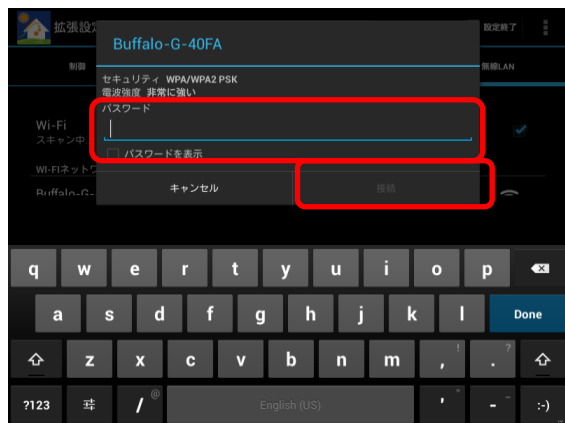 拡張設定
設定終了
Buffalo-G-40FA
制御
無線LAN
セキュリティ WPA/WPA2 PSK
電波強度 非常に強い
パスワード
Wi-Fi
スキャン中
パスワードを表示
WI-FIネットワ
Buffalo-G-
キャンセル
接続
q w e r t y u i o p
a s d f g h j k l Done
z x c v b n m , ! . ?
?123 / @ English (US) ' " - _ :-)